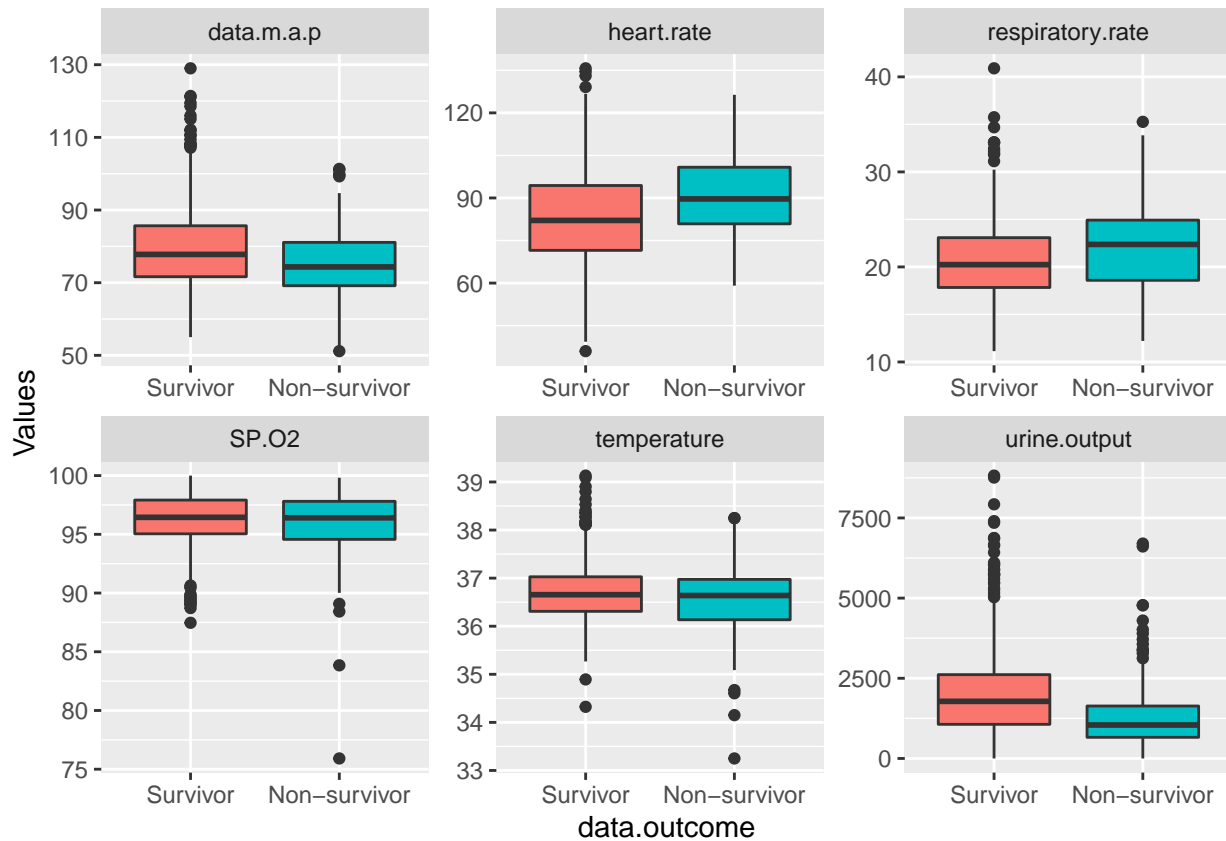 data.m.a.p
heart.rate
respiratory.rate
130
110
90
70
50
120
90
60
40
30
20
10
Survivor Non−survivor
Survivor Non−survivor
Survivor Non−survivor
Values
SP.O2
temperature
urine.output
100
95
90
85
80
75
39
38
37
36
35
34
33
7500
5000
2500
0
Survivor Non−survivor
Survivor Non−survivor
Survivor Non−survivor
data.outcome